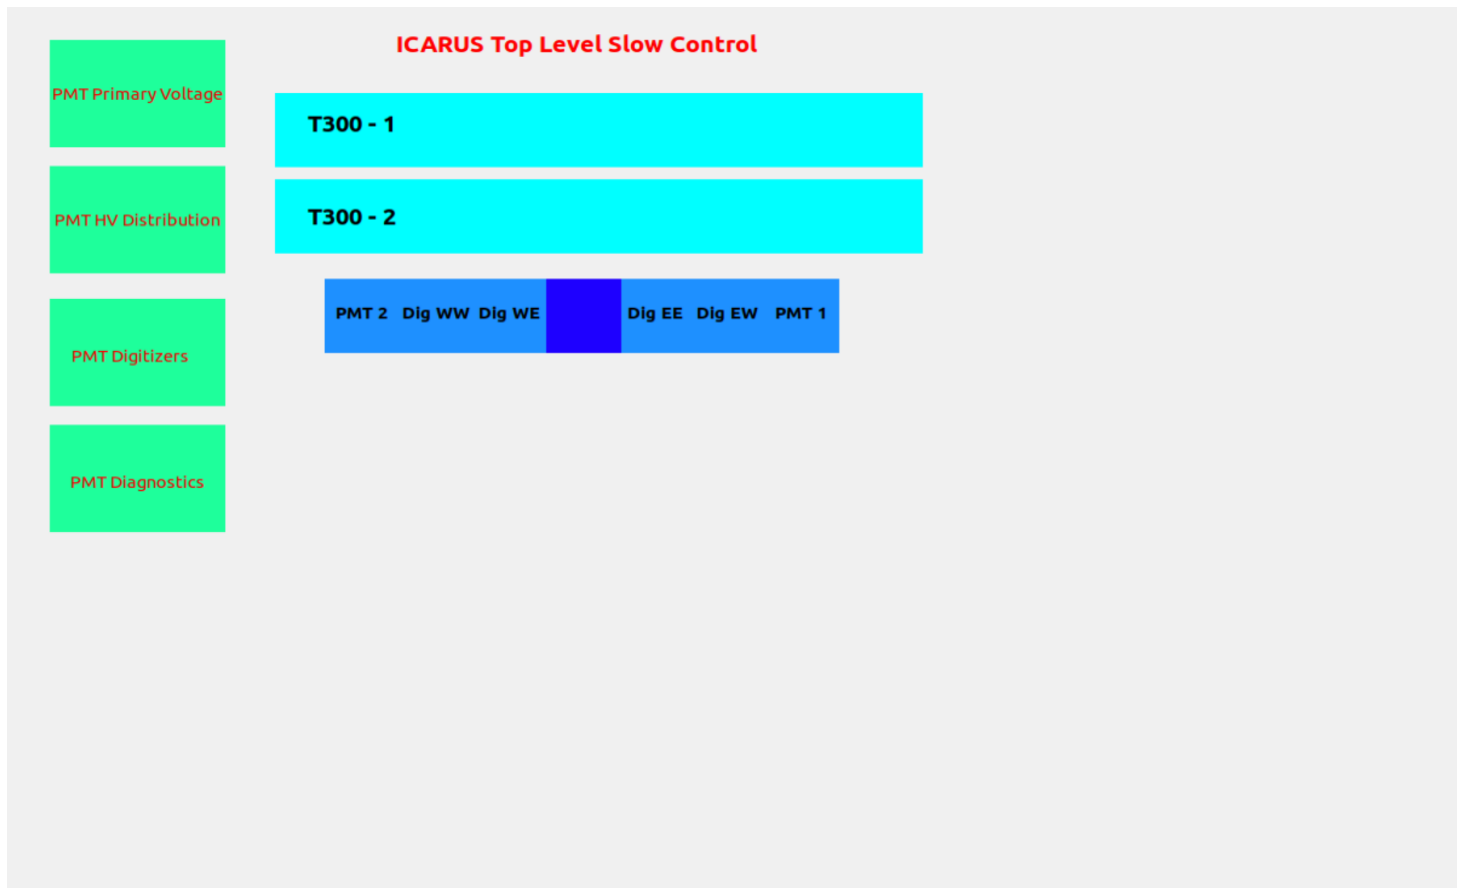 ICARUS Top Level Slow Control
PMT Primary Voltage
PMT HV Distribution
PMT Digitizers
PMT Diagnostics
T300 - 1
T300 - 2
PMT 2 Dig WW Dig WE Dig EE Dig EW PMT 1